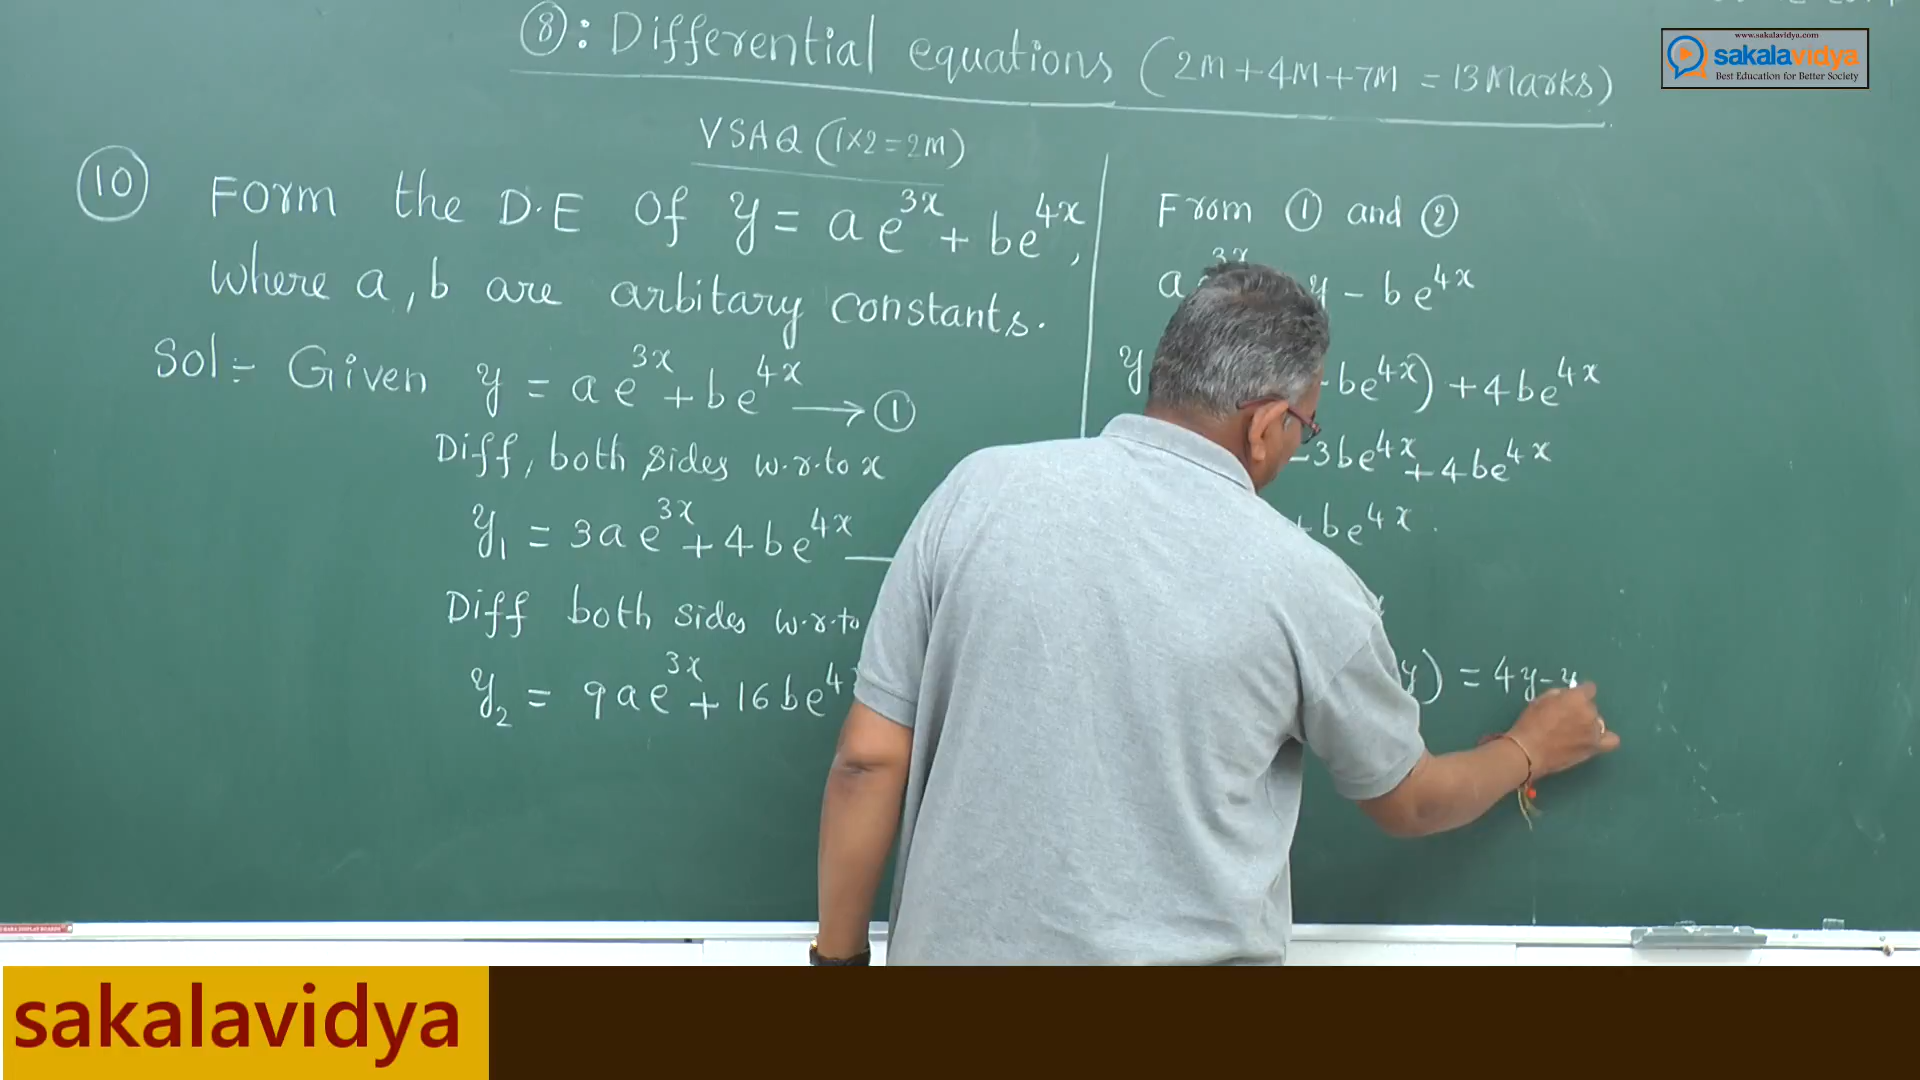 ⑧: Differential equations (2M+4M+7M = 13 Marks)
www.sakalavidya.com
sakalavidya
Best Education for Better Society
VSAQ (1×2=2M)
⑩ Form the D.E of y = ae^{3x} + be^{4x},
where a, b are arbitary constants.
Sol:- Given y = ae^{3x} + be^{4x} → ①
Diff, both sides w.r.to x
y₁ = 3ae^{3x} + 4be^{4x}
Diff both sides w.r.to
y₂ = 9ae^{3x} + 16be^{4
From ① and ②
a 3x y - be^{4x}
y -be^{4x}) + 4be^{4x}
-3be^{4x} + 4be^{4x}
+be^{4x}.
y) = 4y-y
sakalavidya